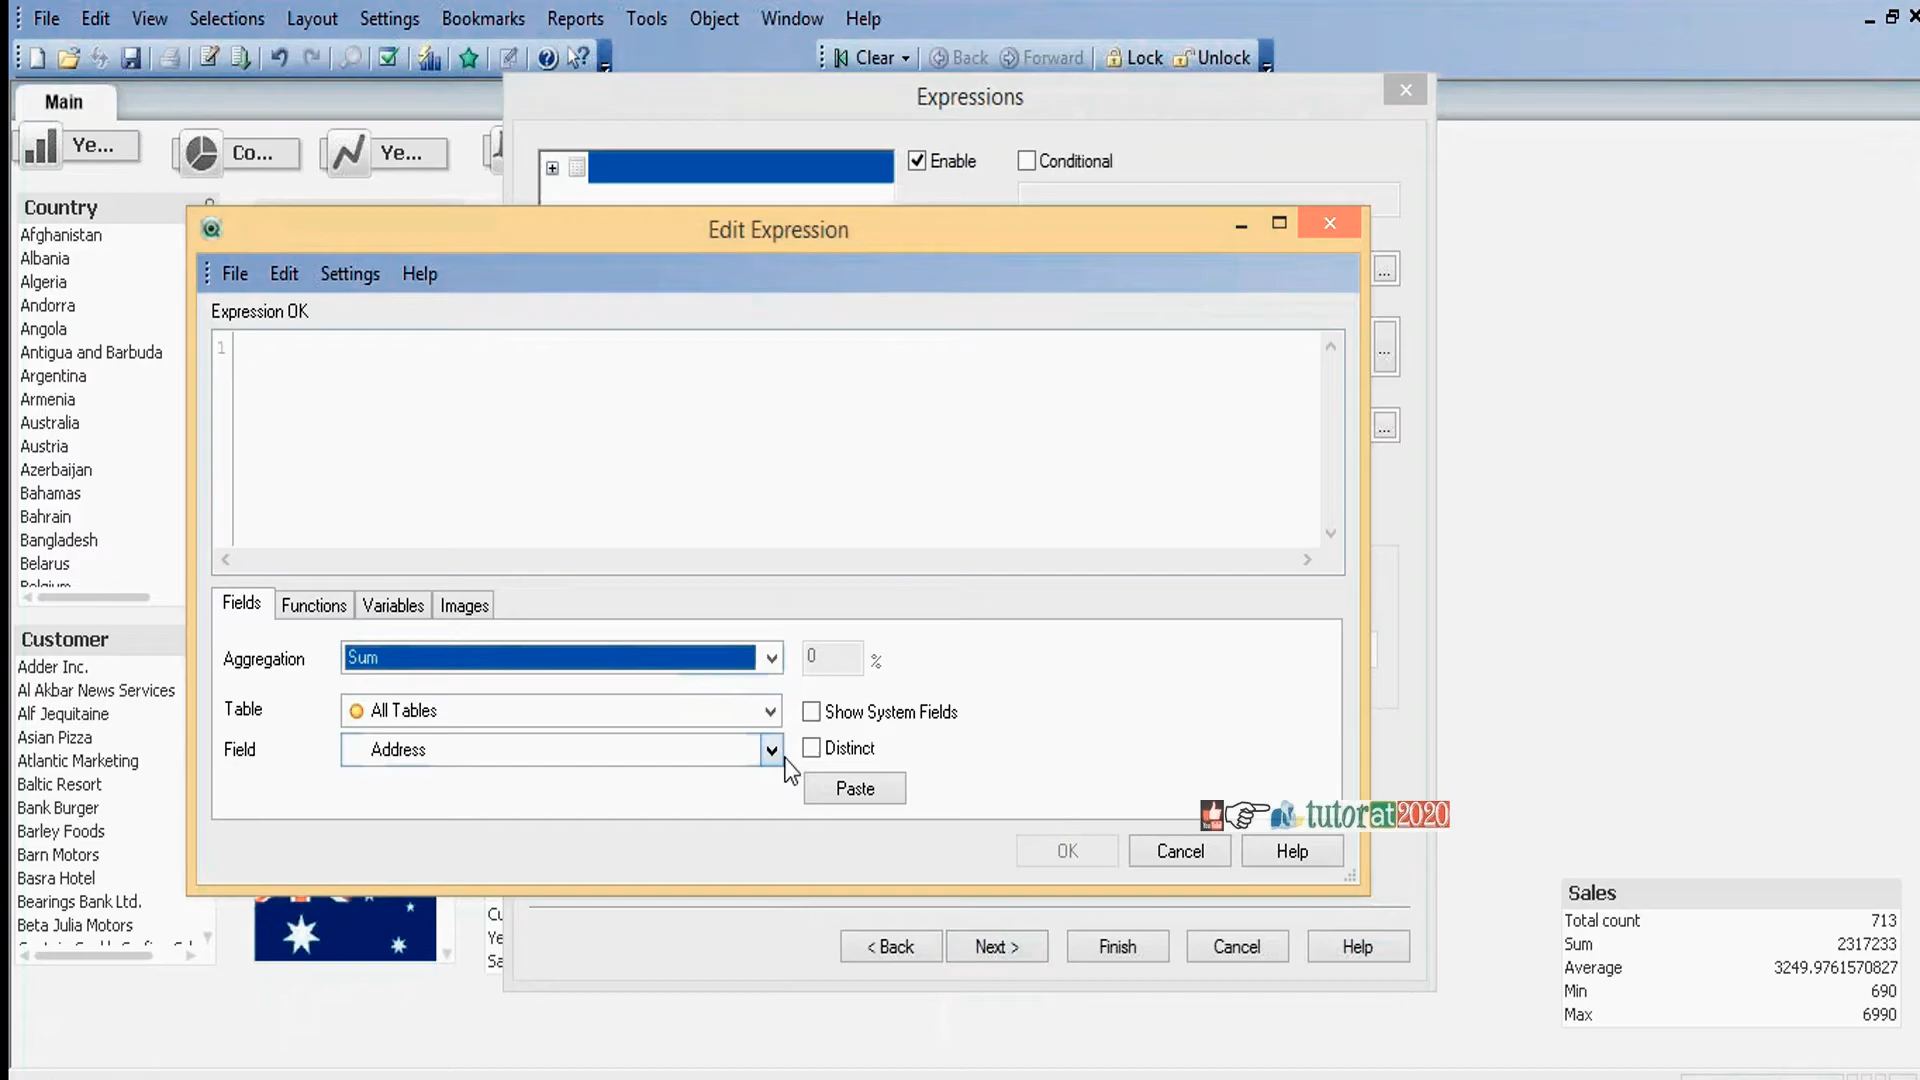 File Edit View Selections Layout Settings Bookmarks Reports Tools Object Window Help
Clear Back Forward Lock Unlock
Main
Expressions
Ye... Co... Ye...
Enable Conditional
Country
Afghanistan
Albania
Algeria
Andorra
Angola
Antigua and Barbuda
Argentina
Armenia
Australia
Austria
Azerbaijan
Bahamas
Bahrain
Bangladesh
Belarus
Belgium
Customer
Adder Inc.
Al Akbar News Services
Alf Jequitaine
Asian Pizza
Atlantic Marketing
Baltic Resort
Bank Burger
Barley Foods
Barn Motors
Basra Hotel
Bearings Bank Ltd.
Beta Julia Motors
Edit Expression
File Edit Settings Help
Expression OK
1
Fields Functions Variables Images
Aggregation Sum 0 %
Table All Tables Show System Fields
Field Address Distinct
Paste
OK Cancel Help
...
...
...
tutorat2020
Cu
Ye
Sa
< Back Next > Finish Cancel Help
Sales
Total count 713
Sum 2317233
Average 3249.9761570827
Min 690
Max 6990